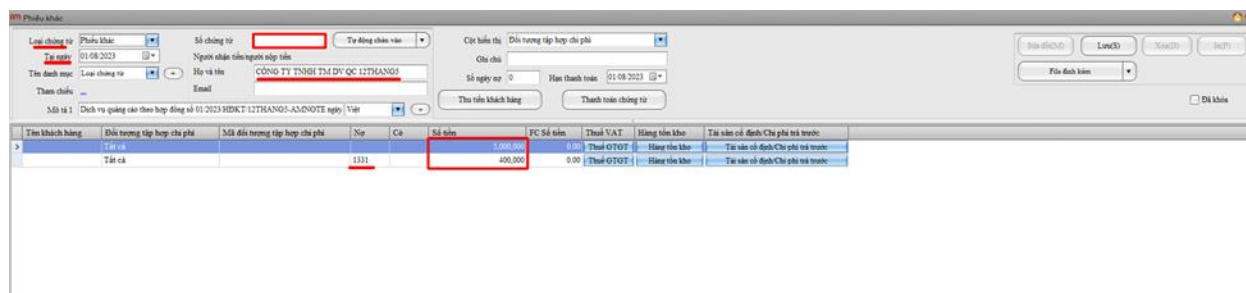 Phiếu khác
Loại chứng từ Phiếu khác Số chứng từ Tự động chèn vào Cột hiển thị Đối tượng tập hợp chi phí
Sửa đổi(M) Lưu(S) Xóa(D) In(P)
Tại ngày 01/08/2023 Người nhận tiền/người nộp tiền Ghi chú
Tên danh mục Loại chứng từ Họ và tên CÔNG TY TNHH TM DV QC 12THANG5 Số ngày nợ 0 Hạn thanh toán 01/08/2023
File đính kèm
Tham chiếu ... Email
Thu tiền khách hàng Thanh toán chứng từ Đã khóa
Mô tả 1 Dịch vụ quảng cáo theo hợp đồng số 01/2023/HĐKT/12THANG5-AMNOTE ngày Việt
Tên khách hàng Đối tượng tập hợp chi phí Mã đối tượng tập hợp chi phí Nợ Có Số tiền FC Số tiền Thuế VAT Hàng tồn kho Tài sản cố định/Chi phí trả trước
Tất cả 5,000,000 0.00 Thuế GTGT Hàng tồn kho Tài sản cố định/Chi phí trả trước
Tất cả 1331 400,000 0.00 Thuế GTGT Hàng tồn kho Tài sản cố định/Chi phí trả trước